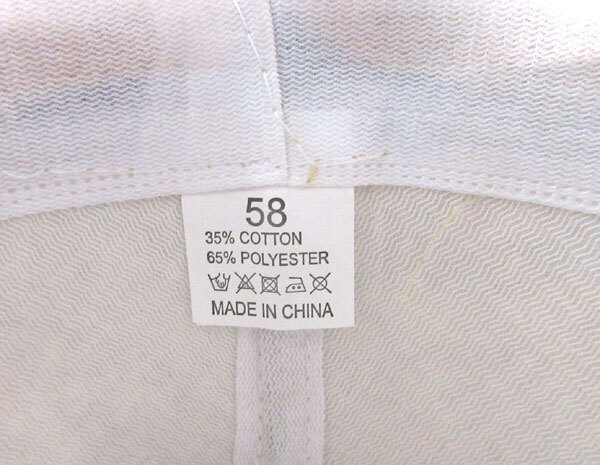 58
35% COTTON
65% POLYESTER
MADE IN CHINA